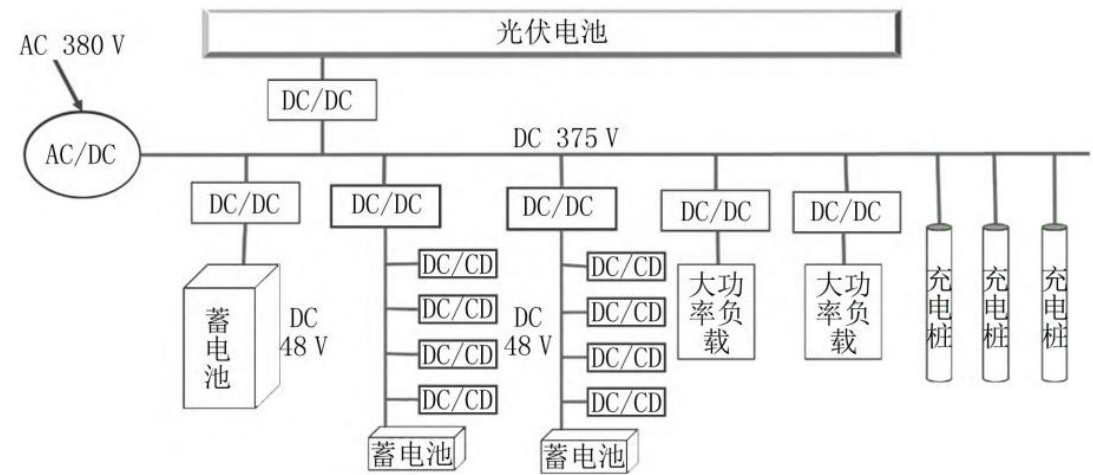 光伏电池
AC 380 V
DC/DC
AC/DC
DC 375 V
DC/DC
DC/DC
DC/DC
DC/DC
DC/DC
蓄电池
DC
48 V
DC/CD
DC/CD
DC/CD
DC/CD
蓄电池
DC
48 V
DC/CD
DC/CD
DC/CD
DC/CD
蓄电池
大功
率负
载
大功
率负
载
充电桩
充电桩
充电桩